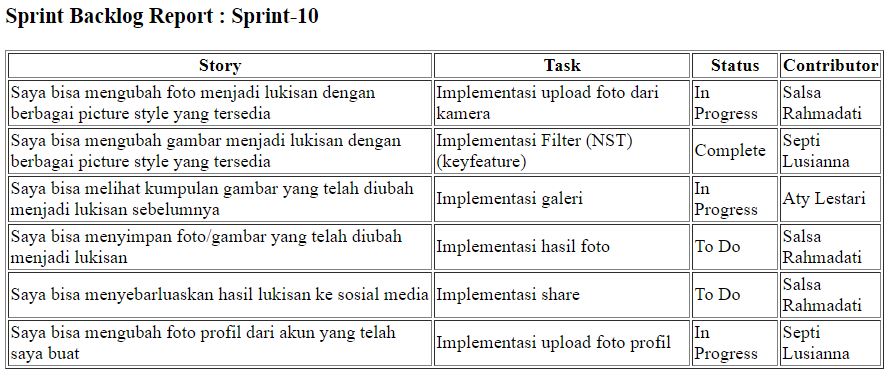 Sprint Backlog Report : Sprint-10
Story Task Status Contributor
Saya bisa mengubah foto menjadi lukisan dengan
berbagai picture style yang tersedia
Implementasi upload foto dari
kamera
In
Progress
Salsa
Rahmadati
Saya bisa mengubah gambar menjadi lukisan dengan
berbagai picture style yang tersedia
Implementasi Filter (NST)
(keyfeature)
Complete
Septi
Lusianna
Saya bisa melihat kumpulan gambar yang telah diubah
menjadi lukisan sebelumnya
Implementasi galeri
In
Progress
Aty Lestari
Saya bisa menyimpan foto/gambar yang telah diubah
menjadi lukisan
Implementasi hasil foto
To Do
Salsa
Rahmadati
Saya bisa menyebarluaskan hasil lukisan ke sosial media
Implementasi share
To Do
Salsa
Rahmadati
Saya bisa mengubah foto profil dari akun yang telah
saya buat
Implementasi upload foto profil
In
Progress
Septi
Lusianna